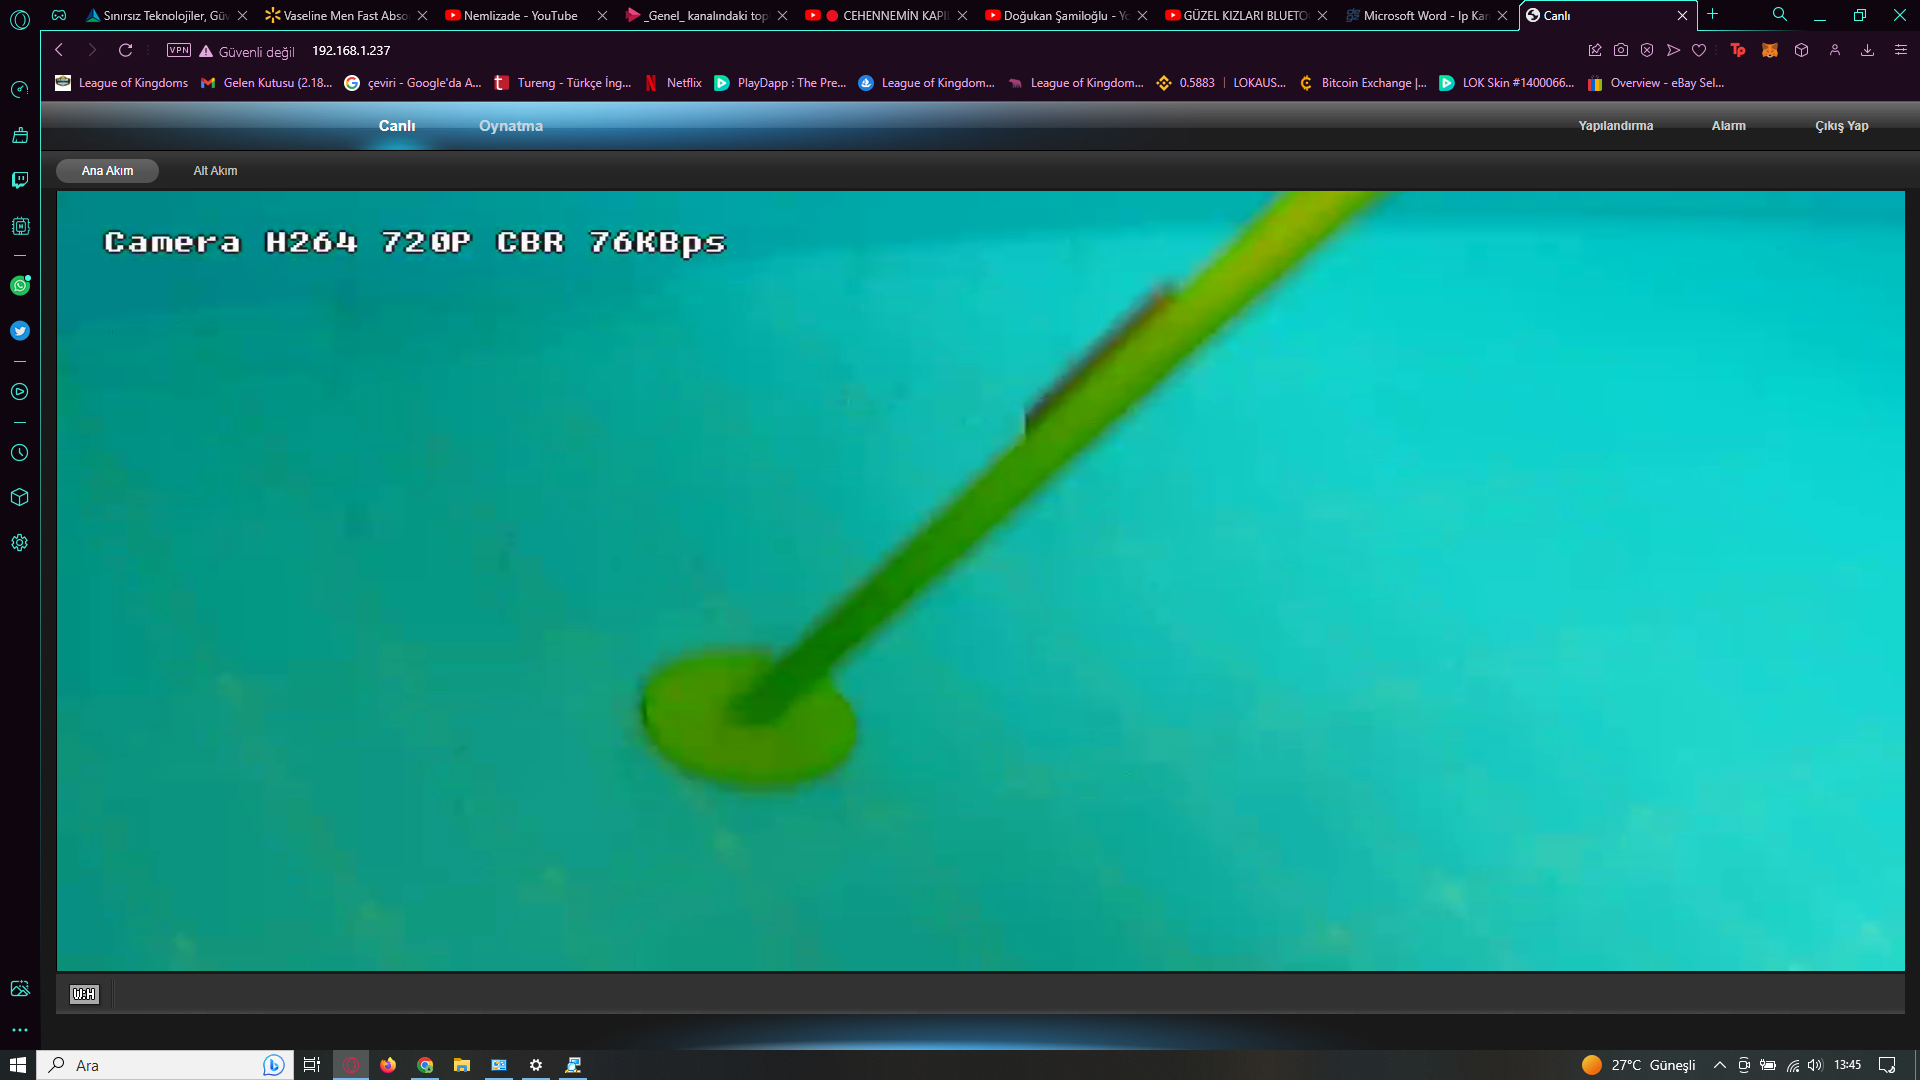 Sınırsız Teknolojiler, Güv
Vaseline Men Fast Abso
Nemlizade - YouTube
_Genel_ kanalındaki top
CEHENNEMİN KAPI
Doğukan Şamiloğlu - Yo
GÜZEL KIZLARI BLUETO
Microsoft Word - Ip Kam
Canlı
VPN
Güvenli değil
192.168.1.237
League of Kingdoms
Gelen Kutusu (2.18...
çeviri - Google'da A...
Tureng - Türkçe İng...
Netflix
PlayDapp : The Pre...
League of Kingdom...
League of Kingdom...
0.5883 | LOKAUS...
Bitcoin Exchange |...
LOK Skin #1400066...
Overview - eBay Sel...
Canlı
Oynatma
Yapılandırma
Alarm
Çıkış Yap
Ana Akım
Alt Akım
Camera H264 720P CBR 76KBps
W:H
Ara
27°C Güneşli
13:45